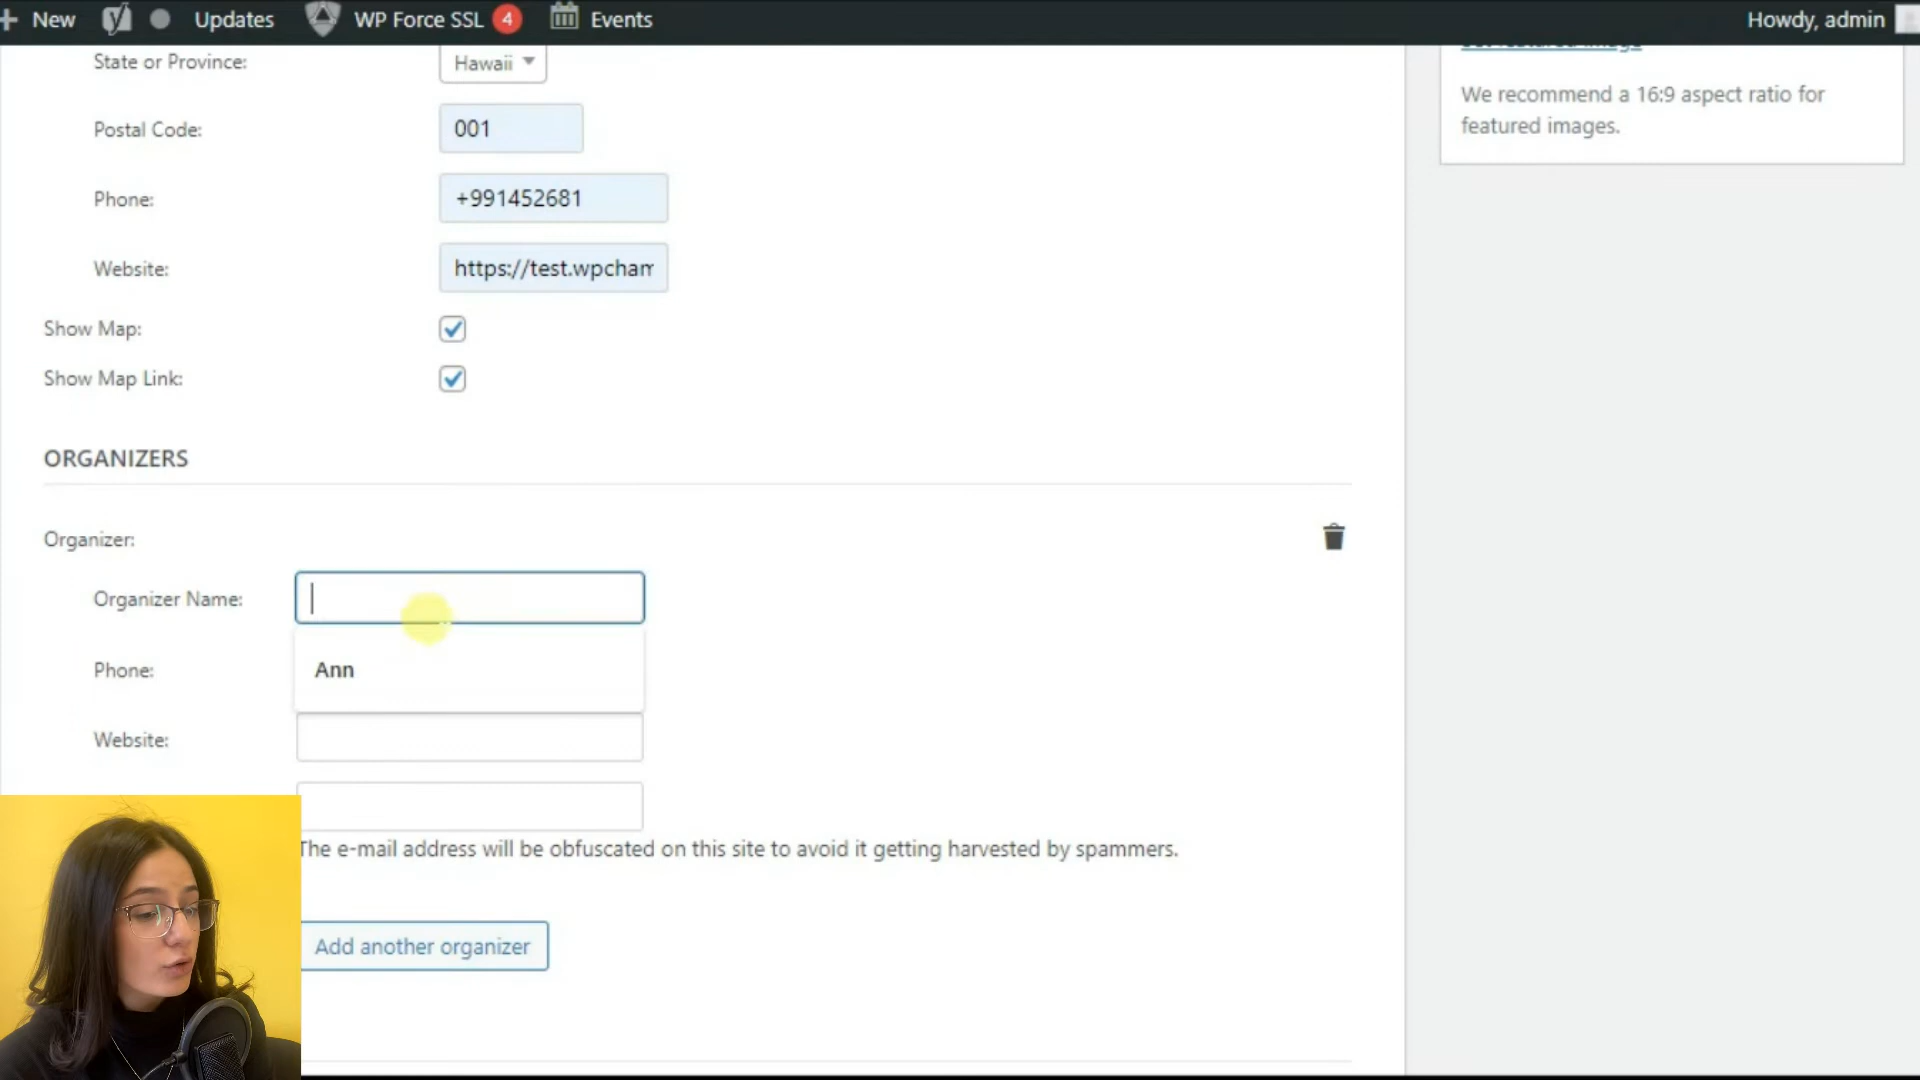 New
Updates
WP Force SSL 4
Events
Howdy, admin
State or Province:
Hawaii
We recommend a 16:9 aspect ratio for
featured images.
Postal Code:
001
Phone:
+991452681
Website:
https://test.wpcham
Show Map:
Show Map Link:
ORGANIZERS
Organizer:
Organizer Name:
Phone:
Ann
Website:
The e-mail address will be obfuscated on this site to avoid it getting harvested by spammers.
Add another organizer